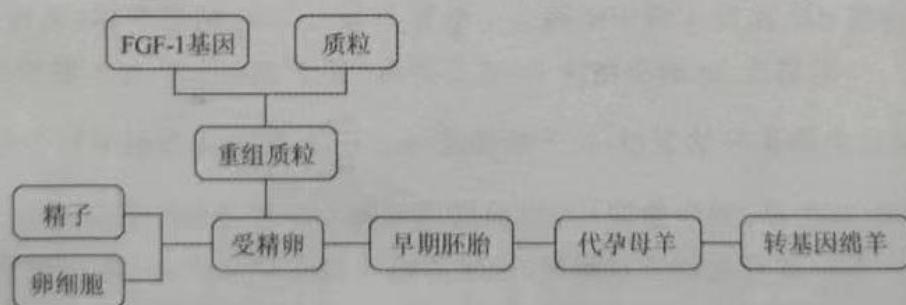 FGF-1基因
质粒
重组质粒
精子
受精卵
早期胚胎
代孕母羊
转基因绵羊
卵细胞